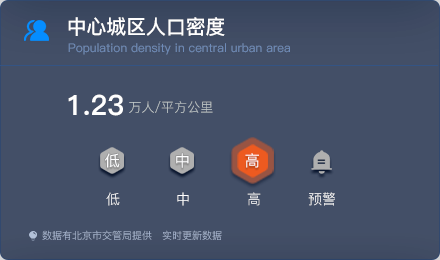 中心城区人口密度
Population density in central urban area
1.23 万人/平方公里
低 中 高
低 中 高 预警
数据有北京市交管局提供 实时更新数据